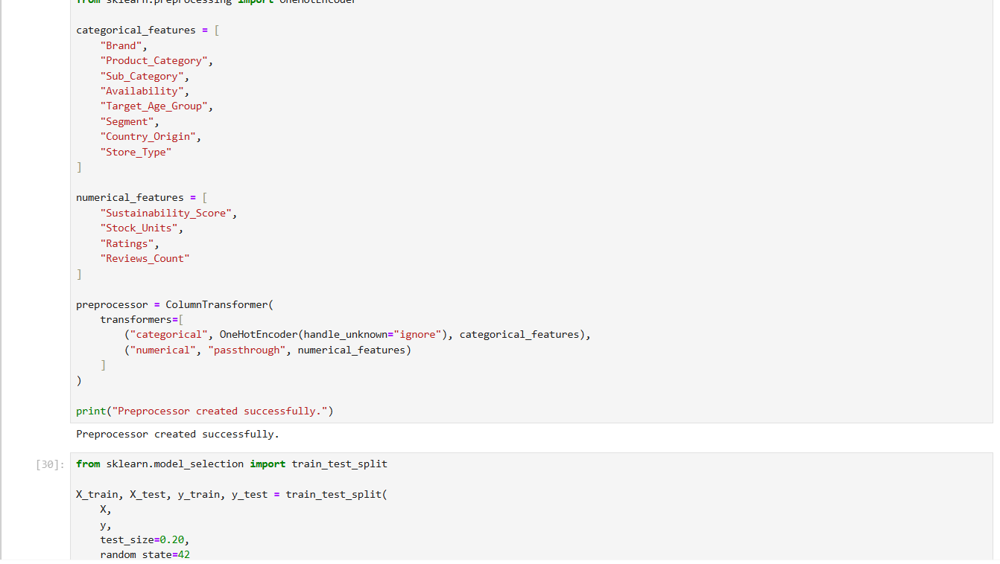 from sklearn.preprocessing import OneHotEncoder
categorical_features = [
    "Brand",
    "Product_Category",
    "Sub_Category",
    "Availability",
    "Target_Age_Group",
    "Segment",
    "Country_Origin",
    "Store_Type"
]
numerical_features = [
    "Sustainability_Score",
    "Stock_Units",
    "Ratings",
    "Reviews_Count"
]
preprocessor = ColumnTransformer(
    transformers=[
        ("categorical", OneHotEncoder(handle_unknown="ignore"), categorical_features),
        ("numerical", "passthrough", numerical_features)
    ]
)
print("Preprocessor created successfully.")
Preprocessor created successfully.
[30]: from sklearn.model_selection import train_test_split
X_train, X_test, y_train, y_test = train_test_split(
    X,
    y,
    test_size=0.20,
    random_state=42